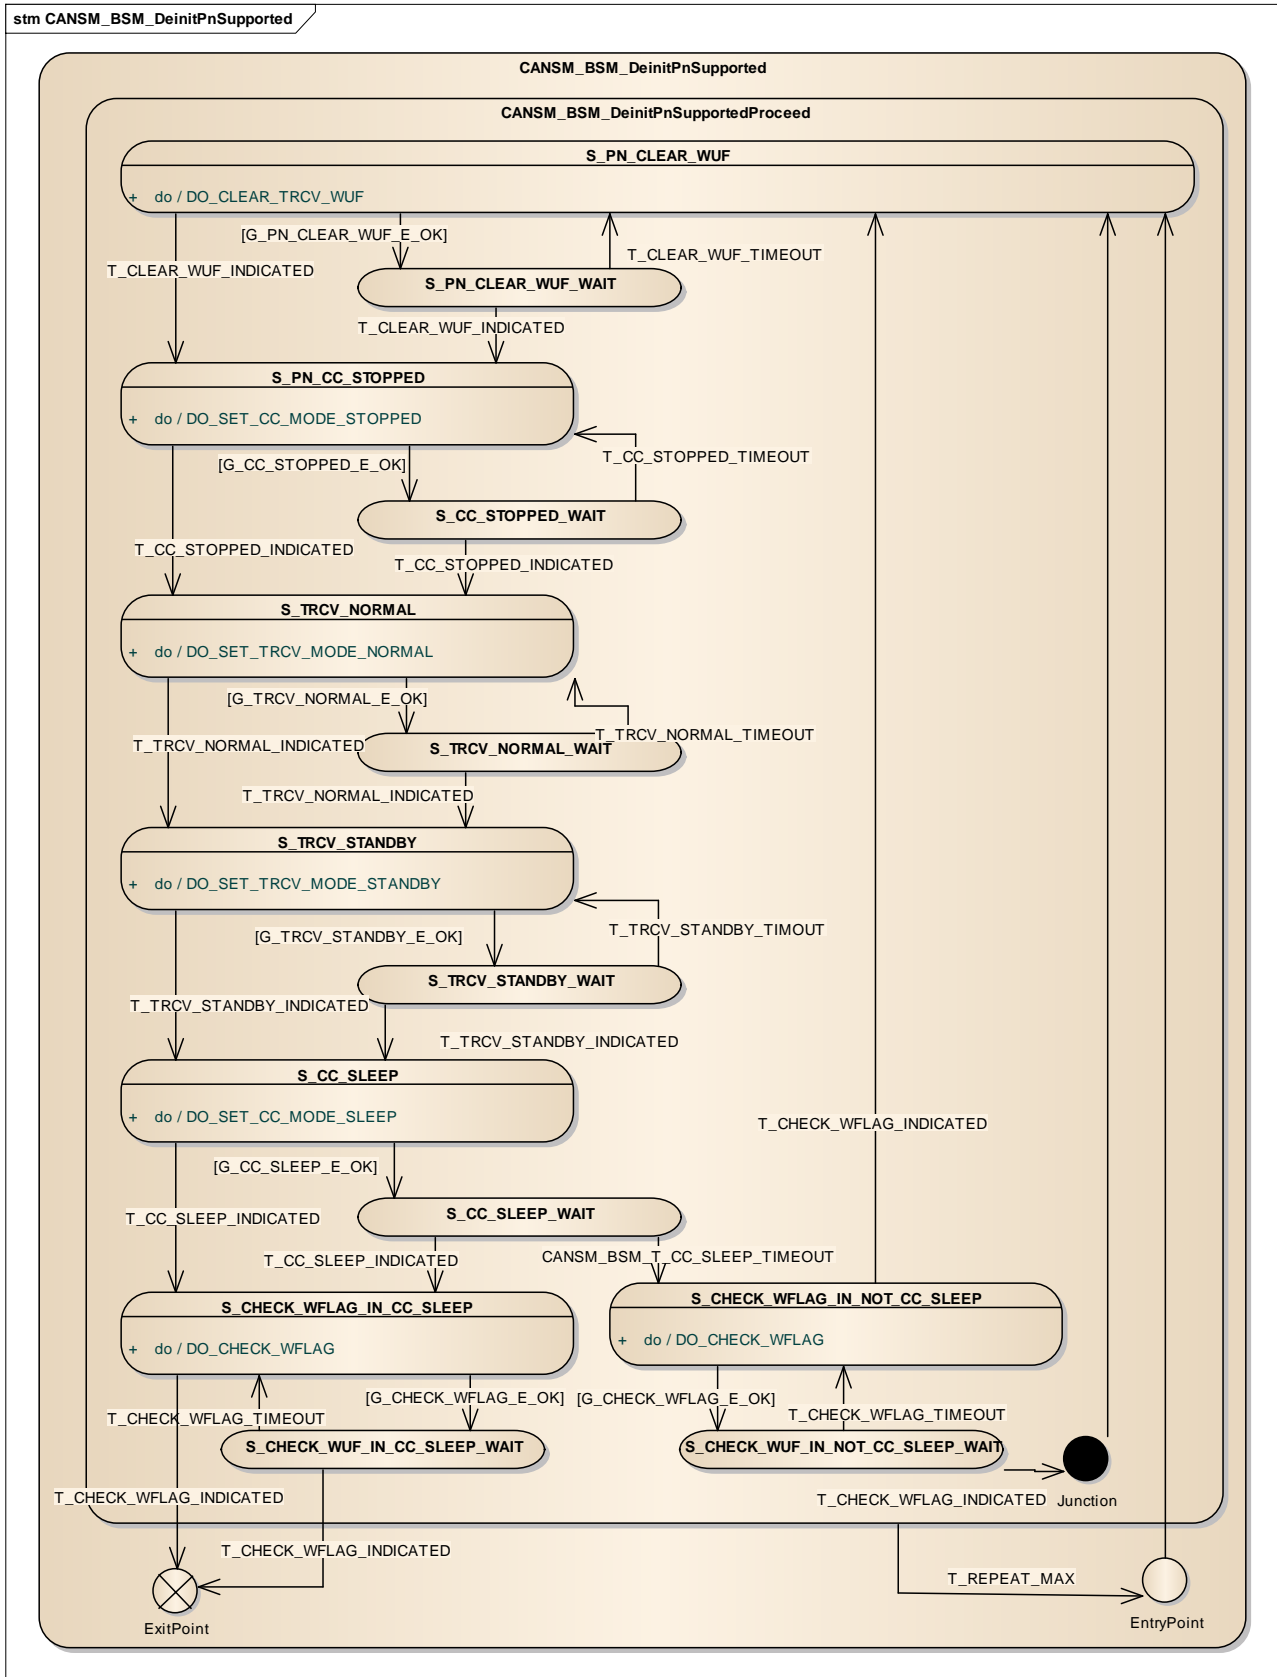 stm CANSM_BSM_DeinitPnSupported
CANSM_BSM_DeinitPnSupported
CANSM_BSM_DeinitPnSupportedProceed
S_PN_CLEAR_WUF
+ do / DO_CLEAR_TRCV_WUF
[G_PN_CLEAR_WUF_E_OK]
T_CLEAR_WUF_TIMEOUT
T_CLEAR_WUF_INDICATED
S_PN_CLEAR_WUF_WAIT
T_CLEAR_WUF_INDICATED
S_PN_CC_STOPPED
+ do / DO_SET_CC_MODE_STOPPED
T_CC_STOPPED_TIMEOUT
[G_CC_STOPPED_E_OK]
S_CC_STOPPED_WAIT
T_CC_STOPPED_INDICATED
T_CC_STOPPED_INDICATED
S_TRCV_NORMAL
+ do / DO_SET_TRCV_MODE_NORMAL
[G_TRCV_NORMAL_E_OK]
T_TRCV_NORMAL_TIMEOUT
T_TRCV_NORMAL_INDICATED
S_TRCV_NORMAL_WAIT
T_TRCV_NORMAL_INDICATED
S_TRCV_STANDBY
+ do / DO_SET_TRCV_MODE_STANDBY
T_TRCV_STANDBY_TIMOUT
[G_TRCV_STANDBY_E_OK]
S_TRCV_STANDBY_WAIT
T_TRCV_STANDBY_INDICATED
T_TRCV_STANDBY_INDICATED
S_CC_SLEEP
+ do / DO_SET_CC_MODE_SLEEP
T_CHECK_WFLAG_INDICATED
[G_CC_SLEEP_E_OK]
S_CC_SLEEP_WAIT
T_CC_SLEEP_INDICATED
T_CC_SLEEP_INDICATED
CANSM_BSM_T_CC_SLEEP_TIMEOUT
S_CHECK_WFLAG_IN_CC_SLEEP
+ do / DO_CHECK_WFLAG
S_CHECK_WFLAG_IN_NOT_CC_SLEEP
+ do / DO_CHECK_WFLAG
[G_CHECK_WFLAG_E_OK]
[G_CHECK_WFLAG_E_OK]
T_CHECK_WFLAG_TIMEOUT
T_CHECK_WFLAG_TIMEOUT
S_CHECK_WUF_IN_CC_SLEEP_WAIT
S_CHECK_WUF_IN_NOT_CC_SLEEP_WAIT
T_CHECK_WFLAG_INDICATED
T_CHECK_WFLAG_INDICATED
Junction
T_CHECK_WFLAG_INDICATED
T_REPEAT_MAX
ExitPoint
EntryPoint